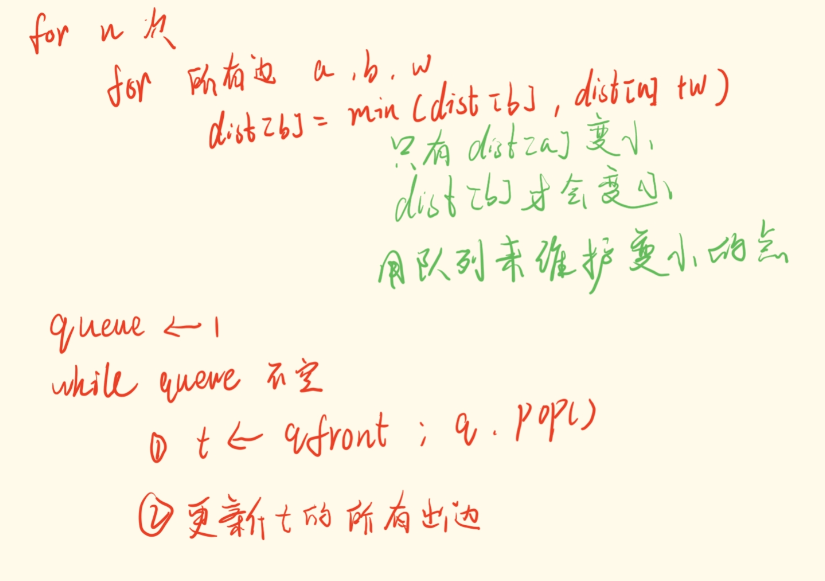 for n 次
for 所有边 a.b.w
dist[b] = min(dist[b], dist[a]+w)
只有 dist[a] 变小
dist[b] 才会变小
用队列来维护变小的点
queue ← 1
while queue 不空
① t ← q.front ; q.pop()
② 更新 t 的所有出边